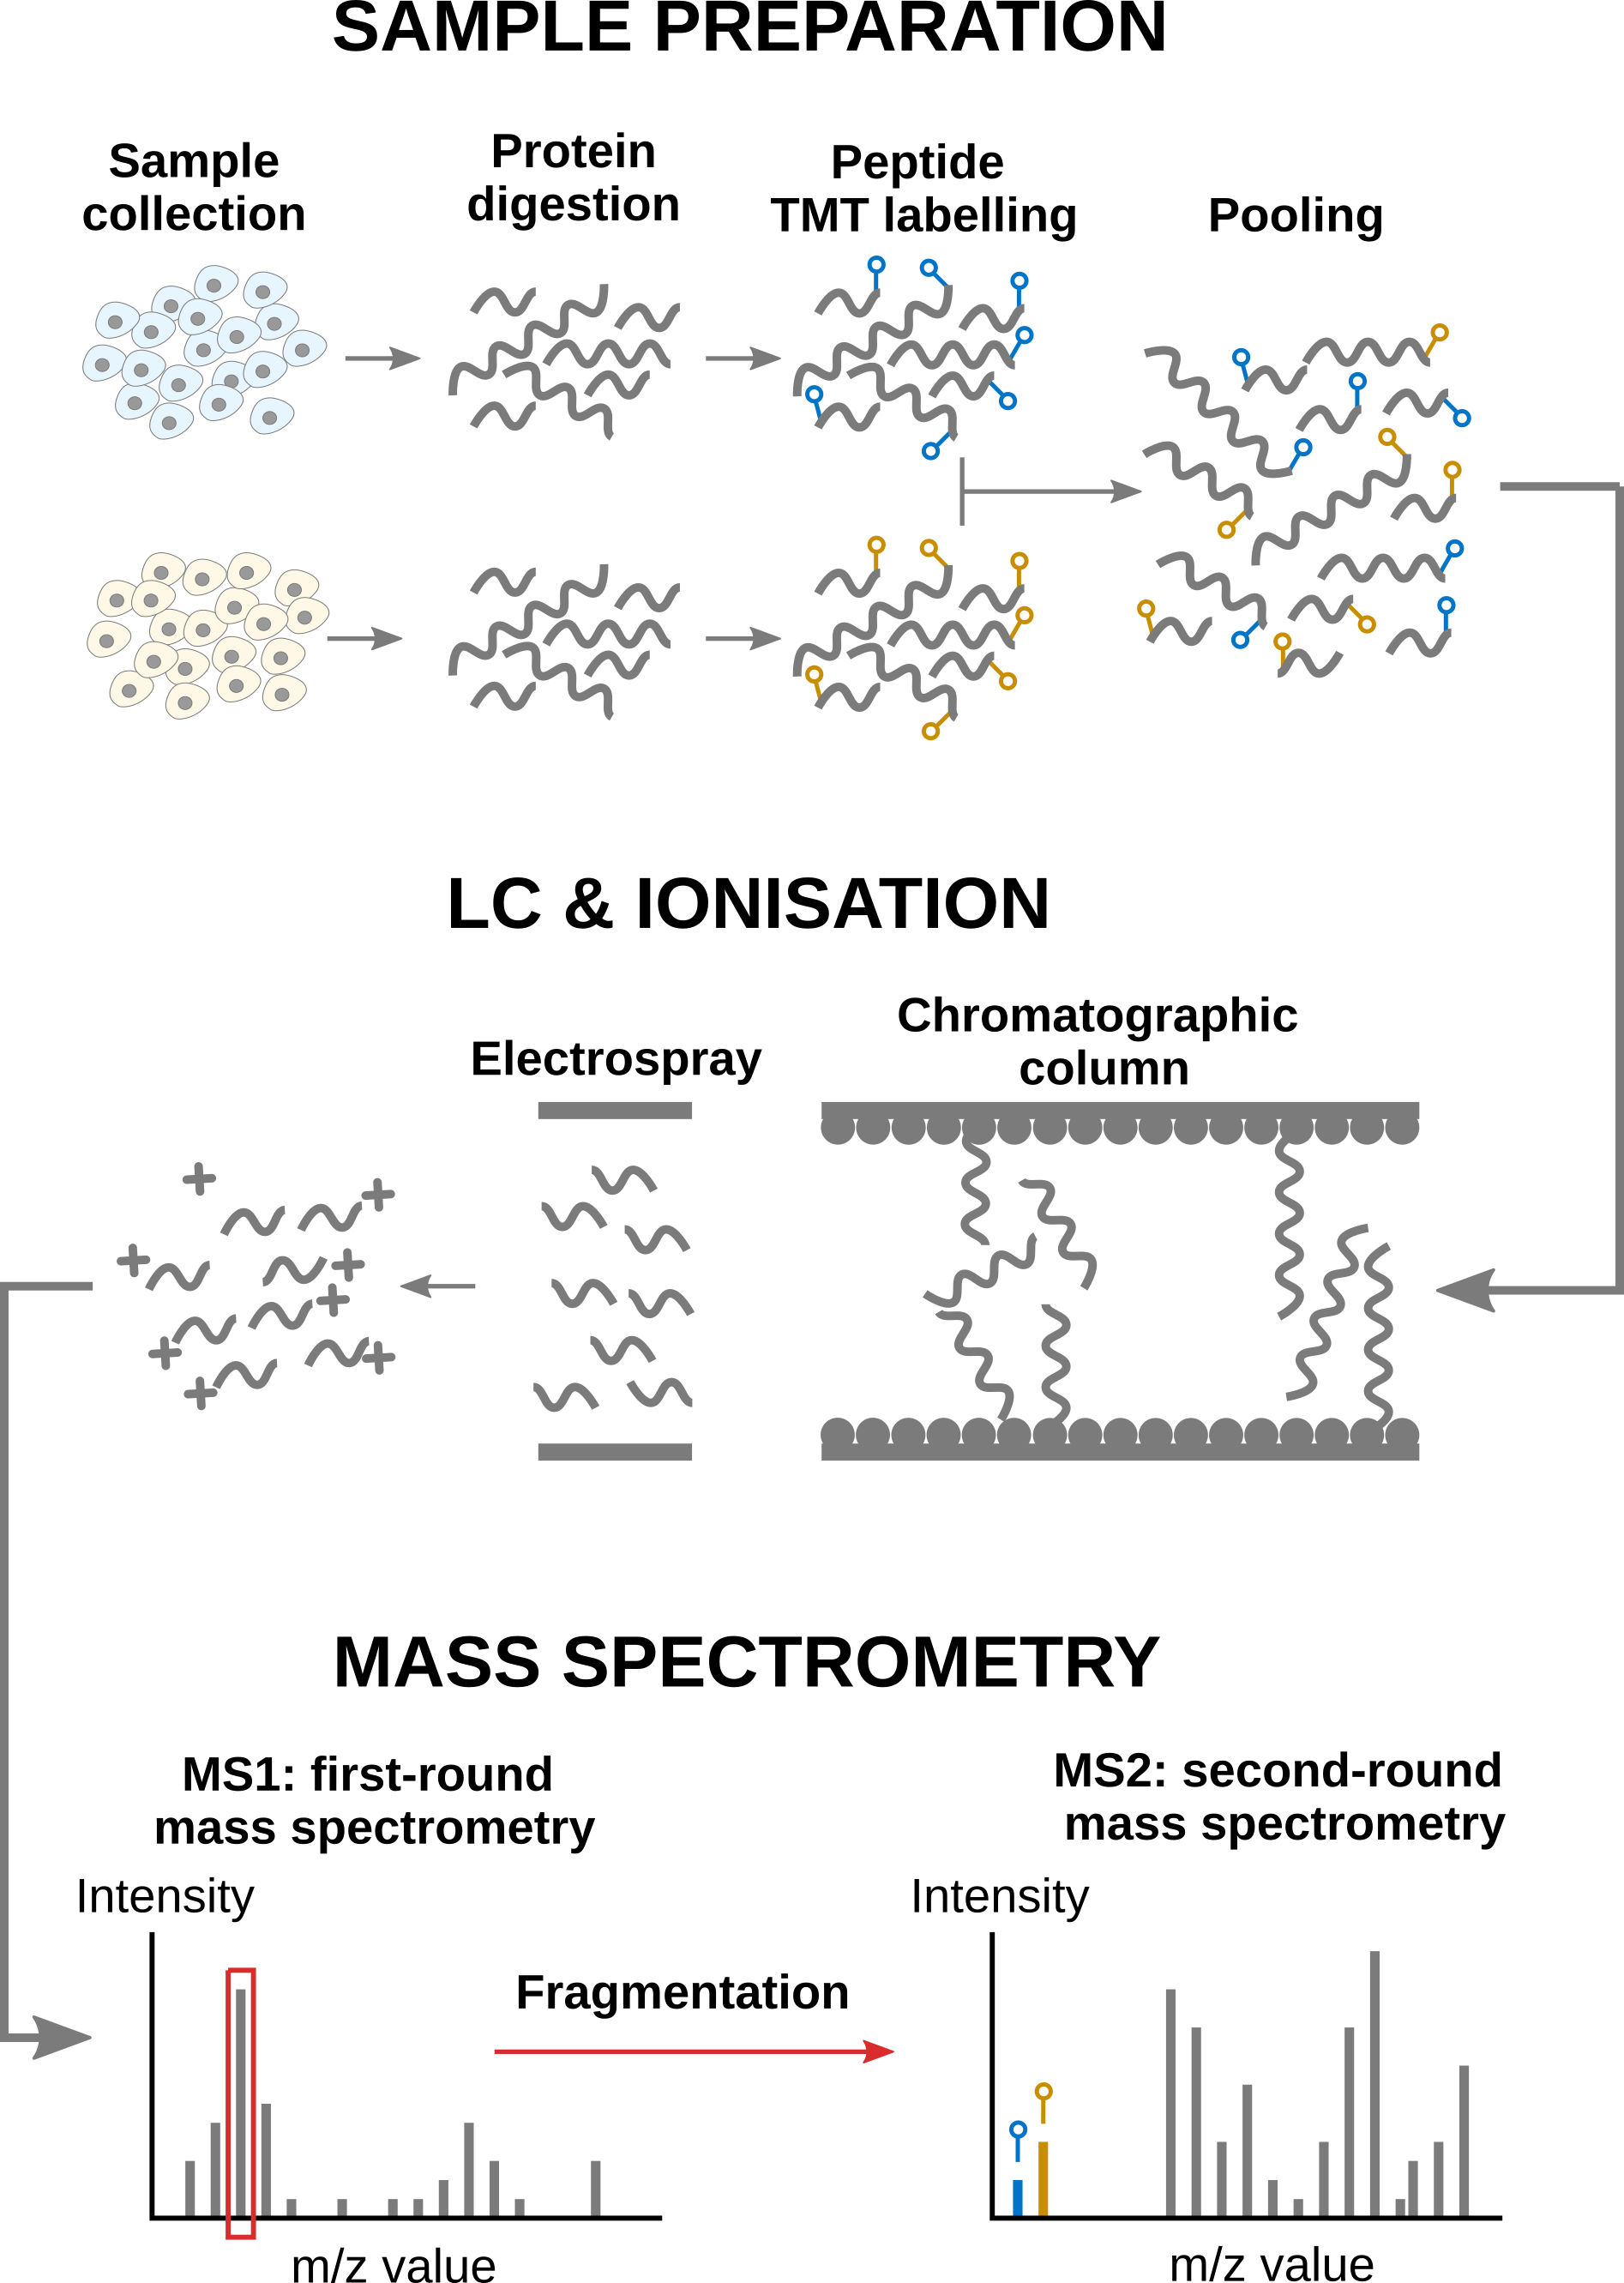 SAMPLE PREPARATION
Sample
collection
Protein
digestion
Peptide
TMT labelling
Pooling
LC & IONISATION
Electrospray
Chromatographic
column
MASS SPECTROMETRY
MS1: first-round
mass spectrometry
MS2: second-round
mass spectrometry
Intensity
Intensity
Fragmentation
m/z value
m/z value